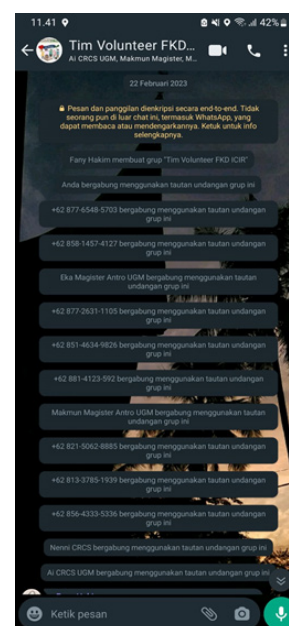 11.41
42%
Tim Volunteer FKD...
Ai CRCS UGM, Makmun Magister, M...
22 Februari 2023
Pesan dan panggilan dienkripsi secara end-to-end. Tidak
seorang pun di luar chat ini, termasuk WhatsApp, yang
dapat membaca atau mendengarkannya. Ketuk untuk info
selengkapnya.
Fany Hakim membuat grup "Tim Volunteer FKD ICIR"
Anda bergabung menggunakan tautan undangan grup ini
+62 877-6548-5703 bergabung menggunakan tautan undangan
grup ini
+62 858-1457-4127 bergabung menggunakan tautan undangan
grup ini
Eka Magister Antro UGM bergabung menggunakan tautan
undangan grup ini
+62 877-2631-1105 bergabung menggunakan tautan undangan
grup ini
+62 851-4634-9826 bergabung menggunakan tautan undangan
grup ini
+62 881-4123-592 bergabung menggunakan tautan undangan
grup ini
Makmun Magister Antro UGM bergabung menggunakan tautan
undangan grup ini
+62 821-5062-8885 bergabung menggunakan tautan undangan
grup ini
+62 813-3785-1939 bergabung menggunakan tautan undangan
grup ini
+62 856-4333-5336 bergabung menggunakan tautan undangan
grup ini
Nenni CRCS bergabung menggunakan tautan undangan grup ini
Ai CRCS UGM bergabung menggunakan tautan undangan grup ini
Ketik pesan